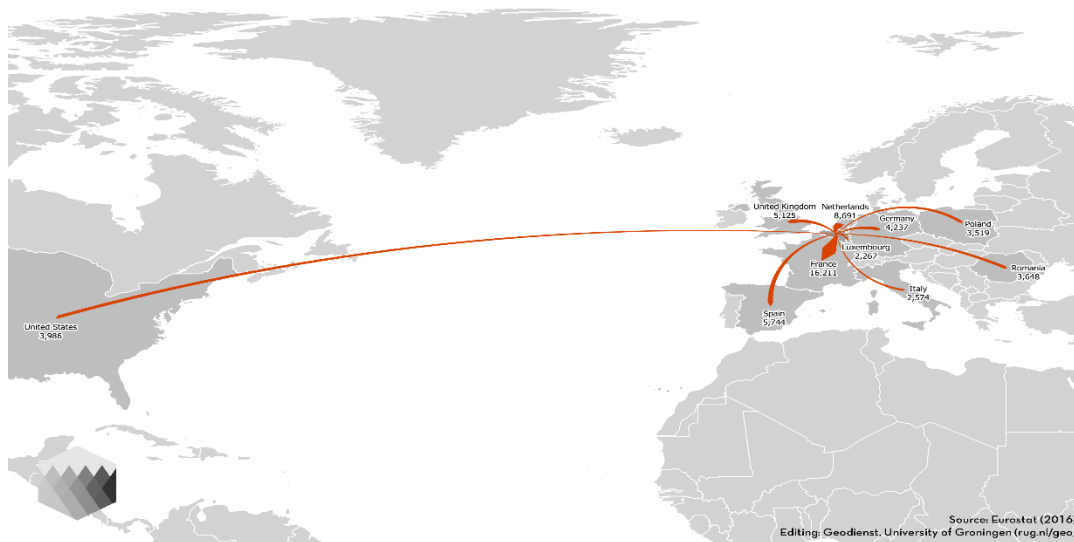 United Kingdom
5,125
Netherlands
8,691
Germany
4,237
Poland
3,519
Luxembourg
2,267
France
16,211
Romania
3,648
Italy
2,574
Spain
5,744
United States
3,986
Source: Eurostat (2016
Editing: Geodienst, University of Groningen (rug.nl/geo